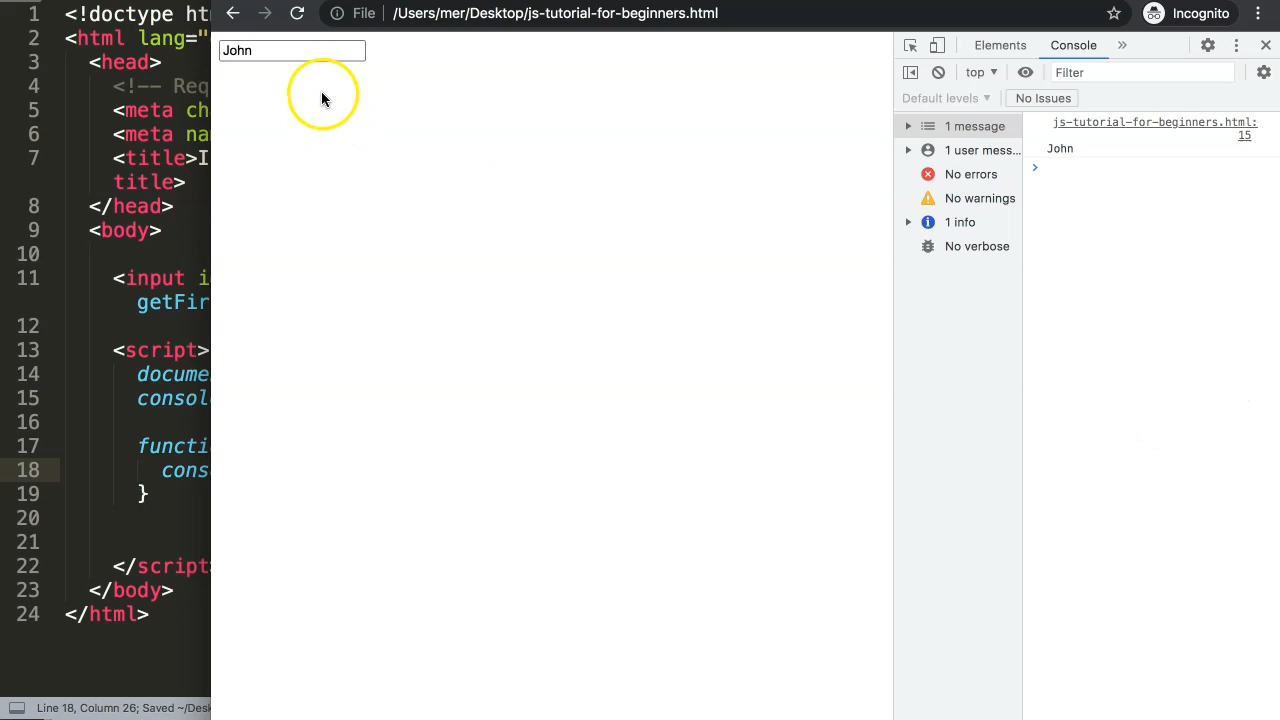 1 <!doctype ht
2 <html lang="
3 <head>
4 <!-- Req
5 <meta ch
6 <meta na
7 <title>I
title>
8 </head>
9 <body>
10
11 <input i
getFir
12
13 <script>
14 docume
15 consol
16
17 functi
18 cons
19 }
20
21
22 </script
23 </body>
24 </html>
Line 18, Column 26; Saved ~/Desk
File /Users/mer/Desktop/js-tutorial-for-beginners.html Incognito
John
Elements Console »
top Filter
Default levels No Issues
1 message
1 user mess...
No errors
No warnings
1 info
No verbose
js-tutorial-for-beginners.html:
15
John